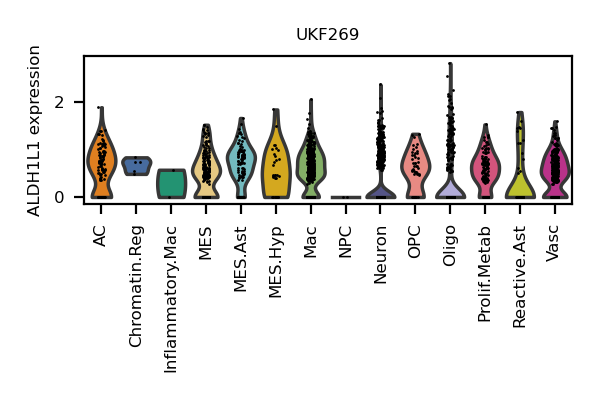 UKF269
ALDH1L1 expression
2
0
AC
Chromatin.Reg
Inflammatory.Mac
MES
MES.Ast
MES.Hyp
Mac
NPC
Neuron
OPC
Oligo
Prolif.Metab
Reactive.Ast
Vasc